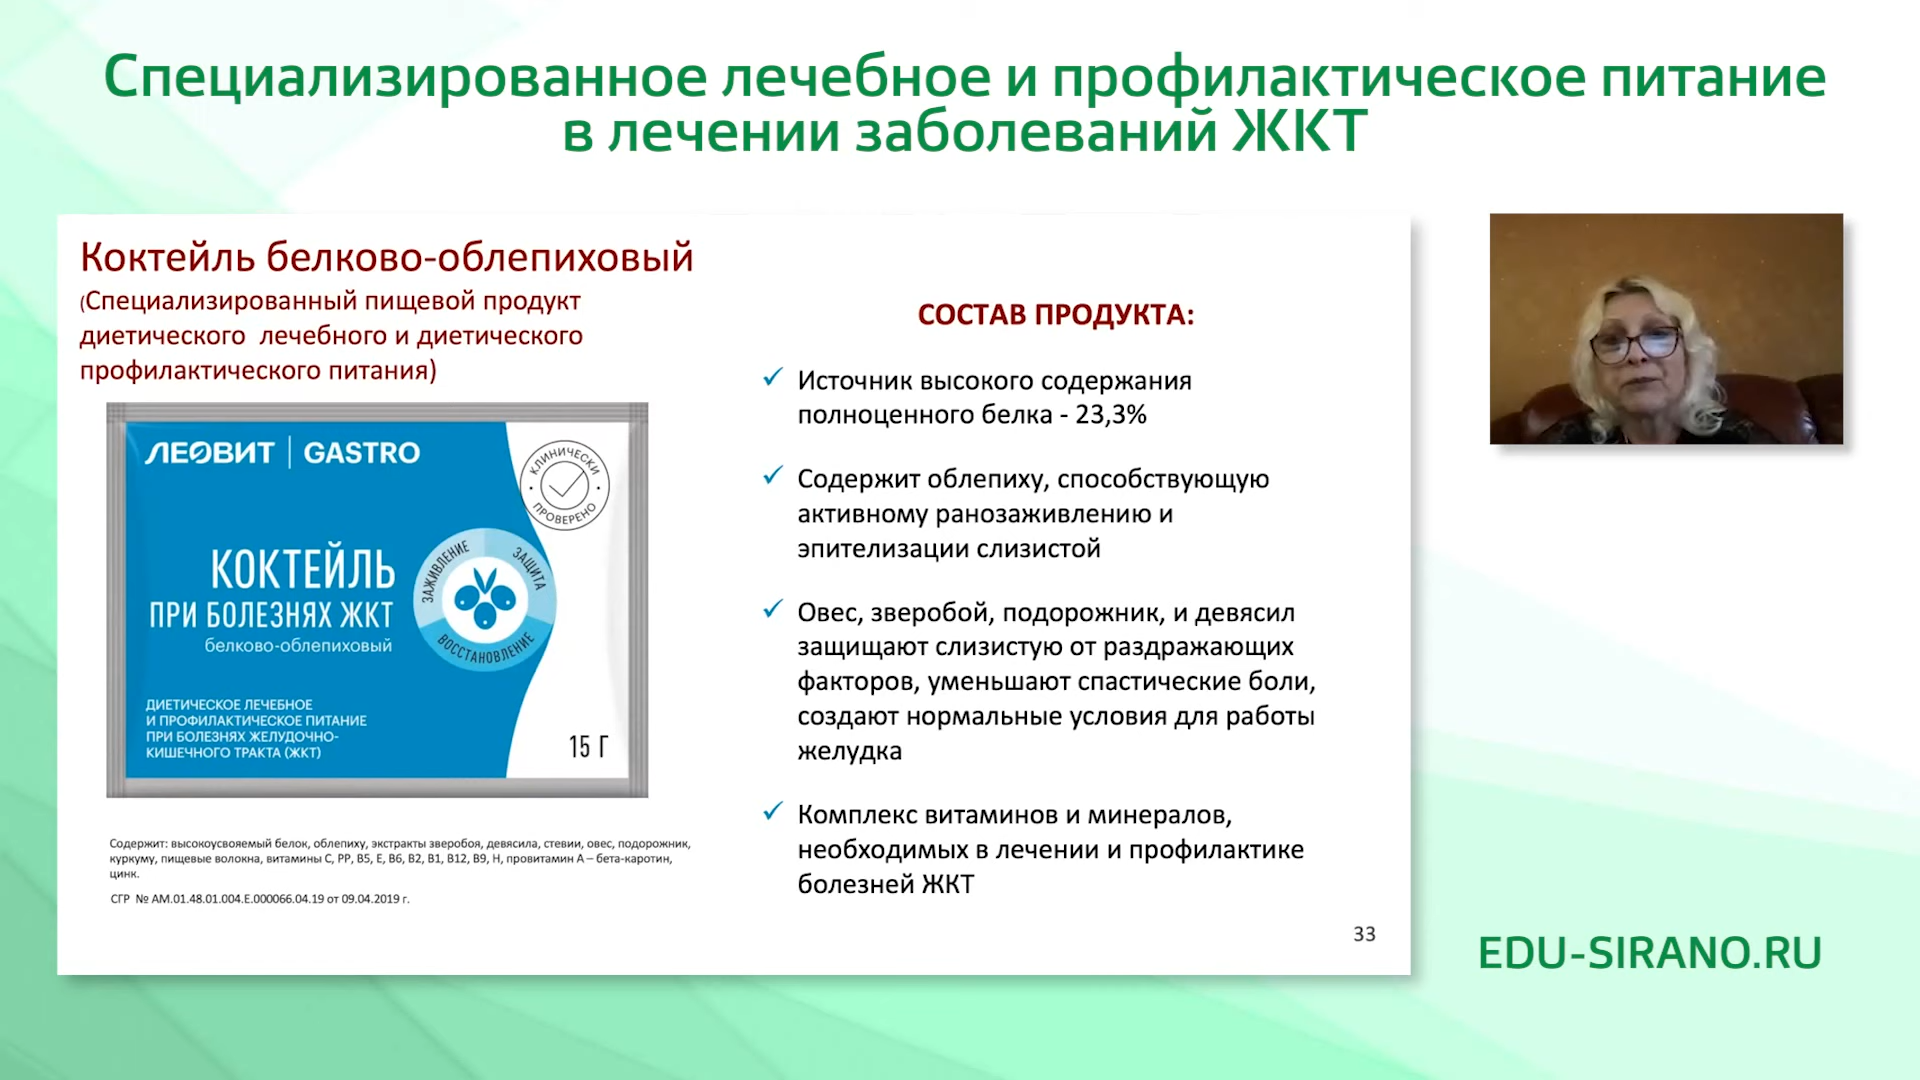 Специализированное лечебное и профилактическое питание
в лечении заболеваний ЖКТ
Коктейль белково-облепиховый
(Специализированный пищевой продукт
диетического лечебного и диетического
профилактического питания)
ЛЕОВИТ | GASTRO
КЛИНИЧЕСКИ
ПРОВЕРЕНО
КОКТЕЙЛЬ
ПРИ БОЛЕЗНЯХ ЖКТ
белково-облепиховый
ЗАЖИВЛЕНИЕ
ЗАЩИТА
ВОССТАНОВЛЕНИЕ
ДИЕТИЧЕСКОЕ ЛЕЧЕБНОЕ
И ПРОФИЛАКТИЧЕСКОЕ ПИТАНИЕ
ПРИ БОЛЕЗНЯХ ЖЕЛУДОЧНО-
КИШЕЧНОГО ТРАКТА (ЖКТ)
15 Г
Содержит: высокоусвояемый белок, облепиху, экстракты зверобоя, девясила, стевии, овес, подорожник,
куркуму, пищевые волокна, витамины С, РР, В5, Е, В6, В2, В1, В12, В9, Н, провитамин А – бета-каротин,
цинк.
СГР № АМ.01.48.01.004.Е.000066.04.19 от 09.04.2019 г.
СОСТАВ ПРОДУКТА:
✓ Источник высокого содержания
полноценного белка - 23,3%
✓ Содержит облепиху, способствующую
активному ранозаживлению и
эпителизации слизистой
✓ Овес, зверобой, подорожник, и девясил
защищают слизистую от раздражающих
факторов, уменьшают спастические боли,
создают нормальные условия для работы
желудка
✓ Комплекс витаминов и минералов,
необходимых в лечении и профилактике
болезней ЖКТ
33
EDU-SIRANO.RU